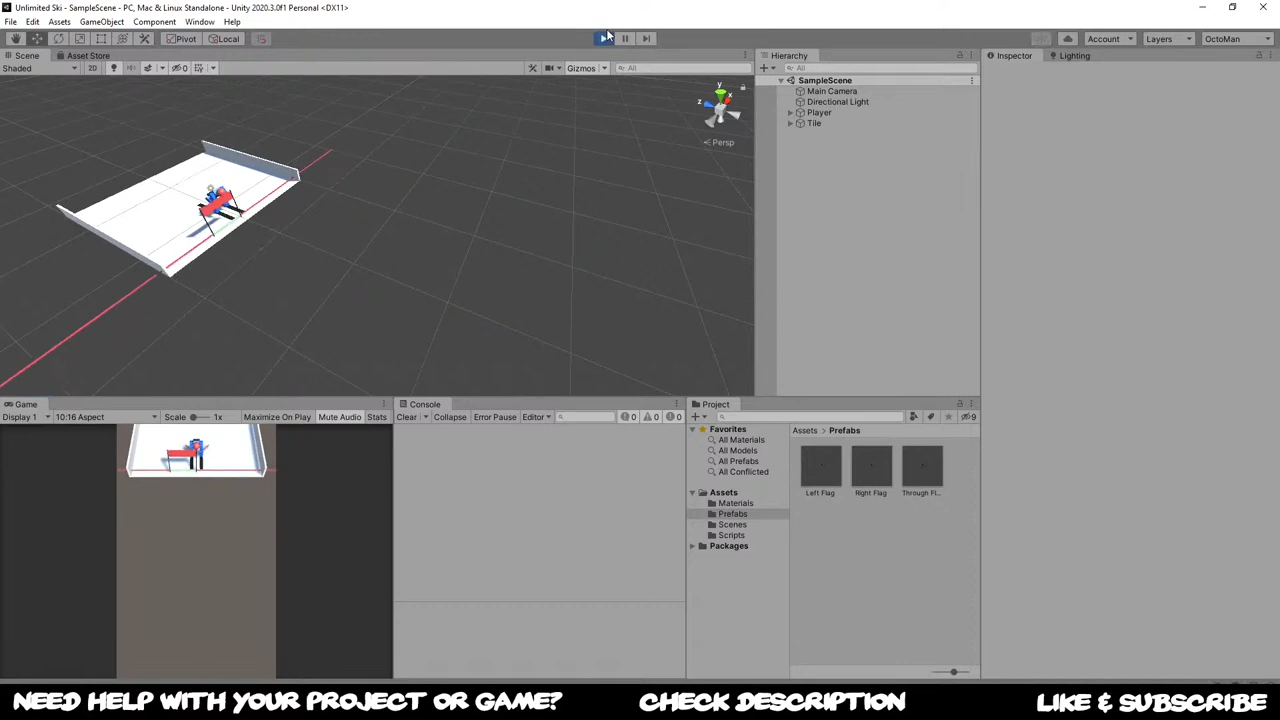 Unlimited Ski - SampleScene - PC, Mac & Linux Standalone - Unity 2020.3.0f1 Personal <DX11>
File Edit Assets GameObject Component Window Help
Pivot Local Account Layers OctoMan
Scene Asset Store
Shaded 2D 0 Gizmos All
y
x
z
Persp
Hierarchy
All
SampleScene
Main Camera
Directional Light
Player
Tile
Inspector Lighting
Game
Display 1 10:16 Aspect Scale 1x Maximize On Play Mute Audio Stats
Console
Clear Collapse Error Pause Editor 0 0 0
Project
9
Favorites
All Materials
All Models
All Prefabs
All Conflicted
Assets
Materials
Prefabs
Scenes
Scripts
Packages
Assets > Prefabs
Left Flag Right Flag Through Fl...
NEED HELP WITH YOUR PROJECT OR GAME? CHECK DESCRIPTION LIKE & SUBSCRIBE